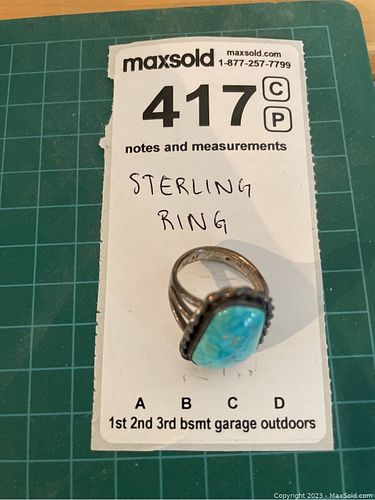 maxsold maxsold.com
1-877-257-7799
417 C
P
notes and measurements
STERLING
RING
A B C D
1st 2nd 3rd bsmt garage outdoors
Copyright © 2023 - MaxSold.com